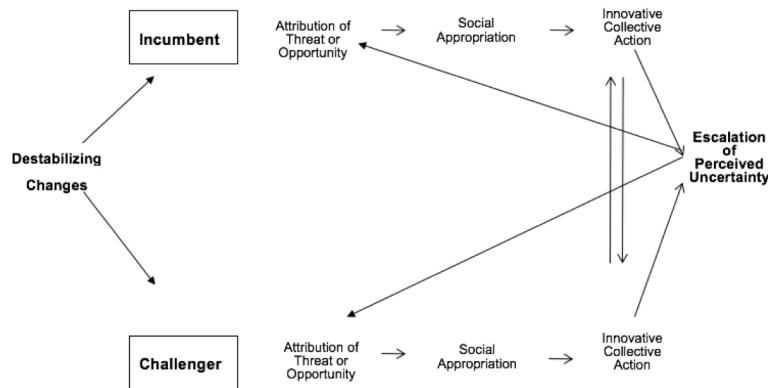 Incumbent
Attribution of
Threat or
Opportunity
Social
Appropriation
Innovative
Collective
Action
Destabilizing
Changes
Escalation
of
Perceived
Uncertainty
Challenger
Attribution of
Threat or
Opportunity
Social
Appropriation
Innovative
Collective
Action